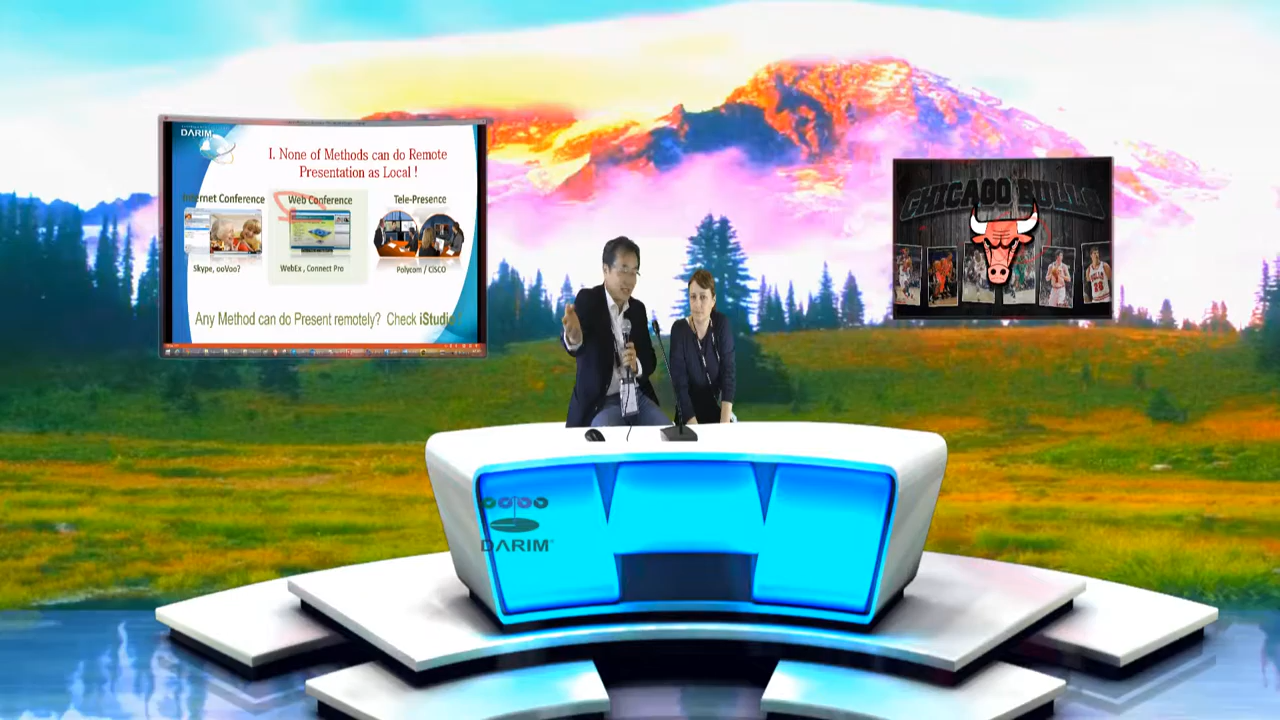 DARIM
I. None of Methods can do Remote
Presentation as Local !
Internet Conference
Web Conference
Tele-Presence
Skype, ooVoo?
WebEx , Connect Pro
Polycom / CISCO
Any Method can do Present remotely? Check iStudio
CHICAGO BULLS
DARIM